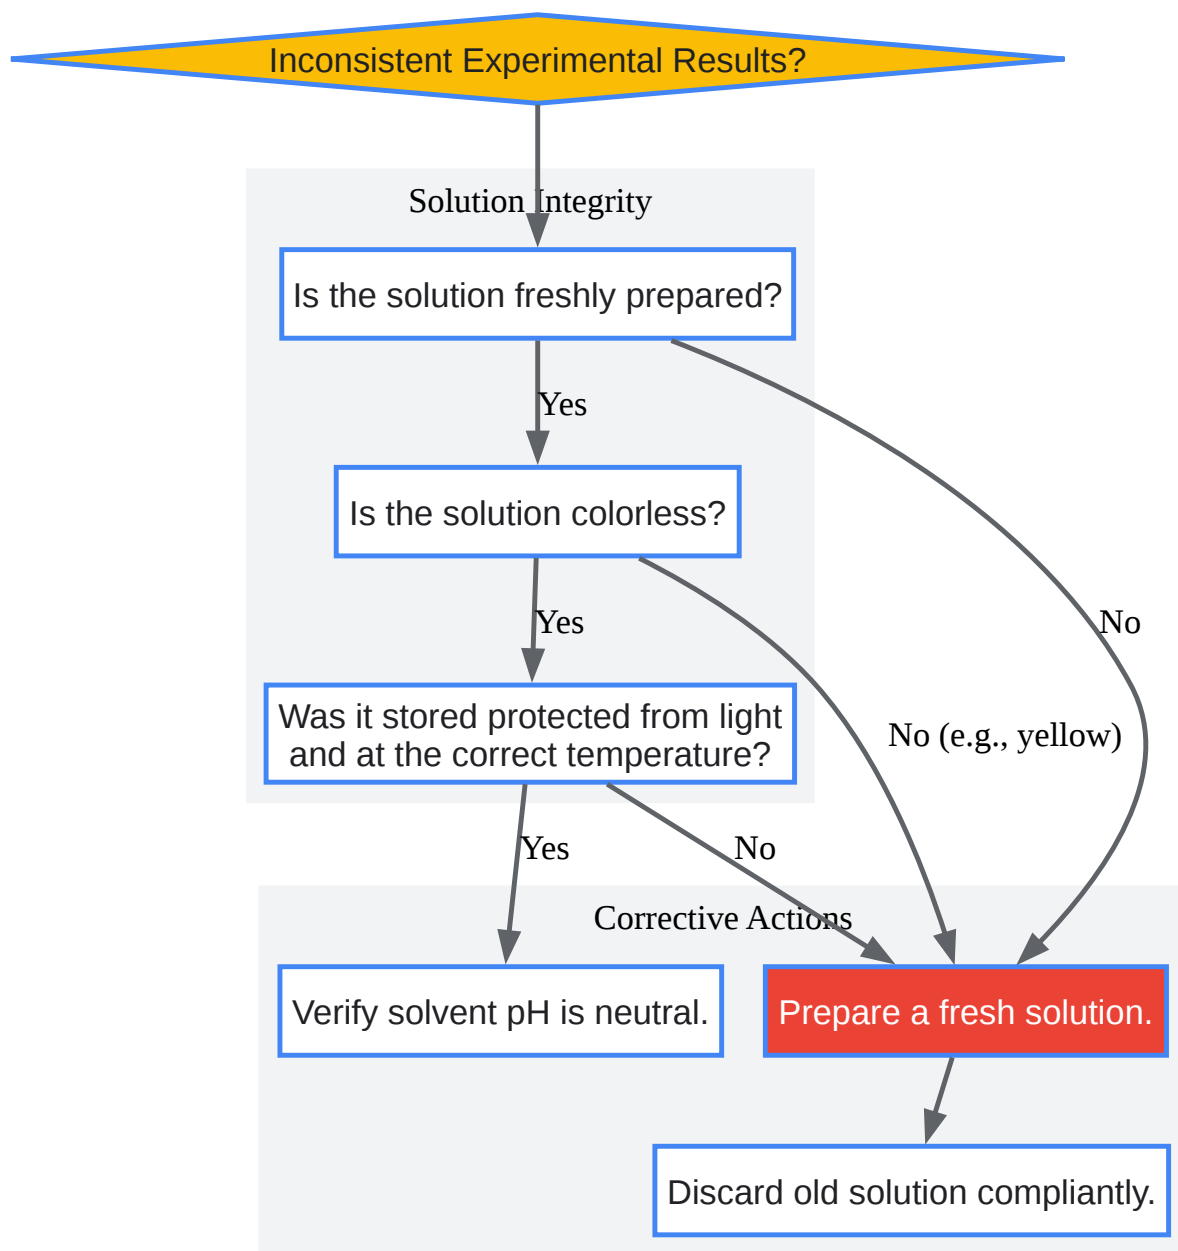 Inconsistent Experimental Results?
Solution Integrity
Is the solution freshly prepared?
Yes
Is the solution colorless?
Yes
No
Was it stored protected from light
and at the correct temperature?
No (e.g., yellow)
Yes
No
Corrective Actions
Verify solvent pH is neutral.
Prepare a fresh solution.
Discard old solution compliantly.